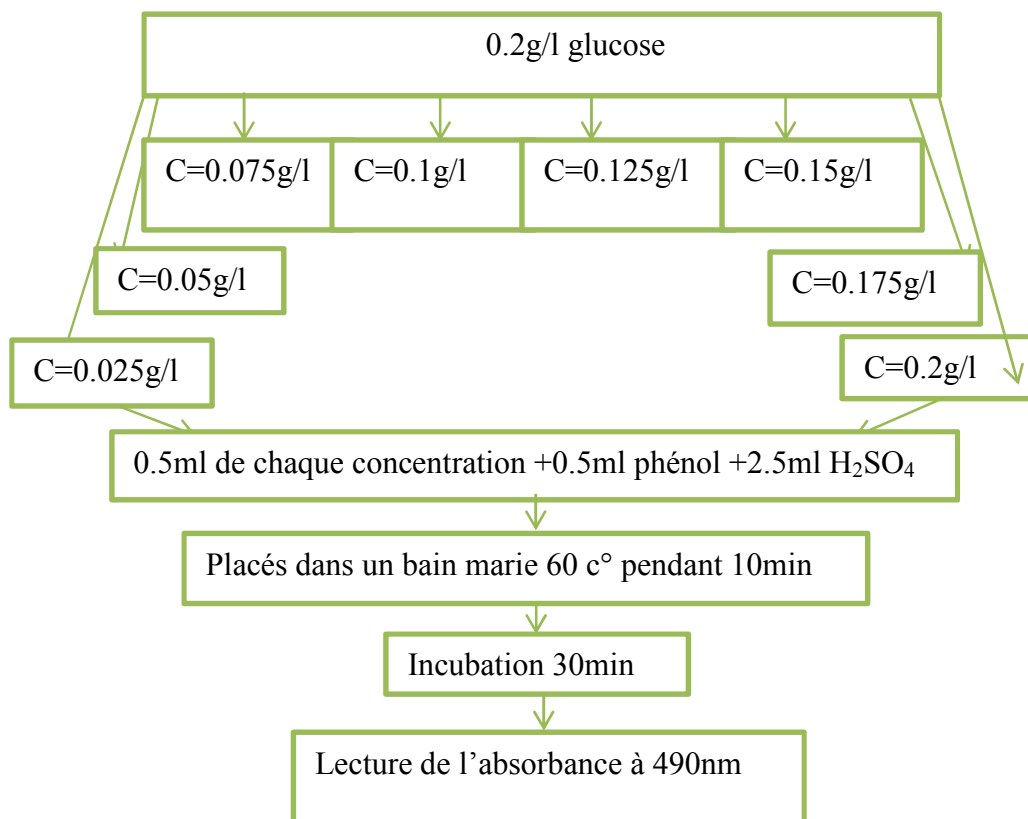 0.2g/l glucose
C=0.075g/l
C=0.1g/l
C=0.125g/l
C=0.15g/l
C=0.05g/l
C=0.175g/l
C=0.025g/l
C=0.2g/l
0.5ml de chaque concentration +0.5ml phénol +2.5ml H₂SO₄
Placés dans un bain marie 60 c° pendant 10min
Incubation 30min
Lecture de l’absorbance à 490nm